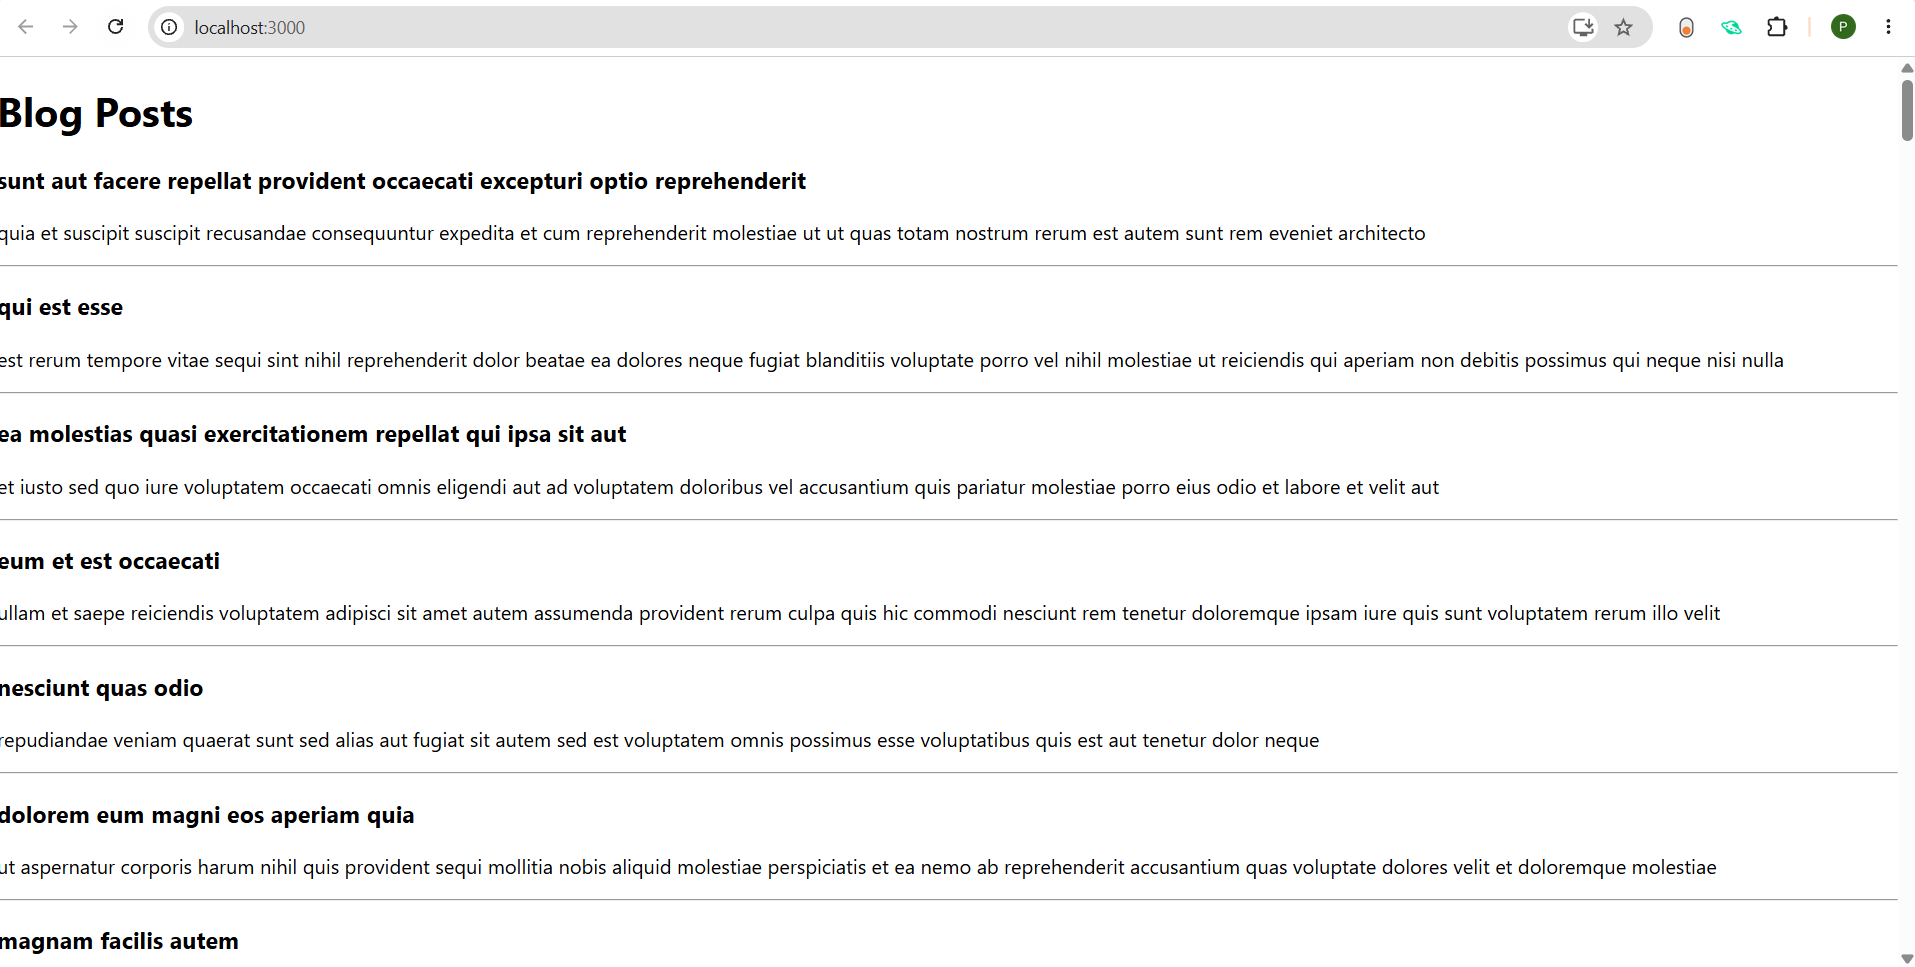 localhost:3000
P
Blog Posts
sunt aut facere repellat provident occaecati excepturi optio reprehenderit
quia et suscipit suscipit recusandae consequuntur expedita et cum reprehenderit molestiae ut ut quas totam nostrum rerum est autem sunt rem eveniet architecto
qui est esse
est rerum tempore vitae sequi sint nihil reprehenderit dolor beatae ea dolores neque fugiat blanditiis voluptate porro vel nihil molestiae ut reiciendis qui aperiam non debitis possimus qui neque nisi nulla
ea molestias quasi exercitationem repellat qui ipsa sit aut
et iusto sed quo iure voluptatem occaecati omnis eligendi aut ad voluptatem doloribus vel accusantium quis pariatur molestiae porro eius odio et labore et velit aut
eum et est occaecati
ullam et saepe reiciendis voluptatem adipisci sit amet autem assumenda provident rerum culpa quis hic commodi nesciunt rem tenetur doloremque ipsam iure quis sunt voluptatem rerum illo velit
nesciunt quas odio
repudiandae veniam quaerat sunt sed alias aut fugiat sit autem sed est voluptatem omnis possimus esse voluptatibus quis est aut tenetur dolor neque
dolorem eum magni eos aperiam quia
ut aspernatur corporis harum nihil quis provident sequi mollitia nobis aliquid molestiae perspiciatis et ea nemo ab reprehenderit accusantium quas voluptate dolores velit et doloremque molestiae
magnam facilis autem